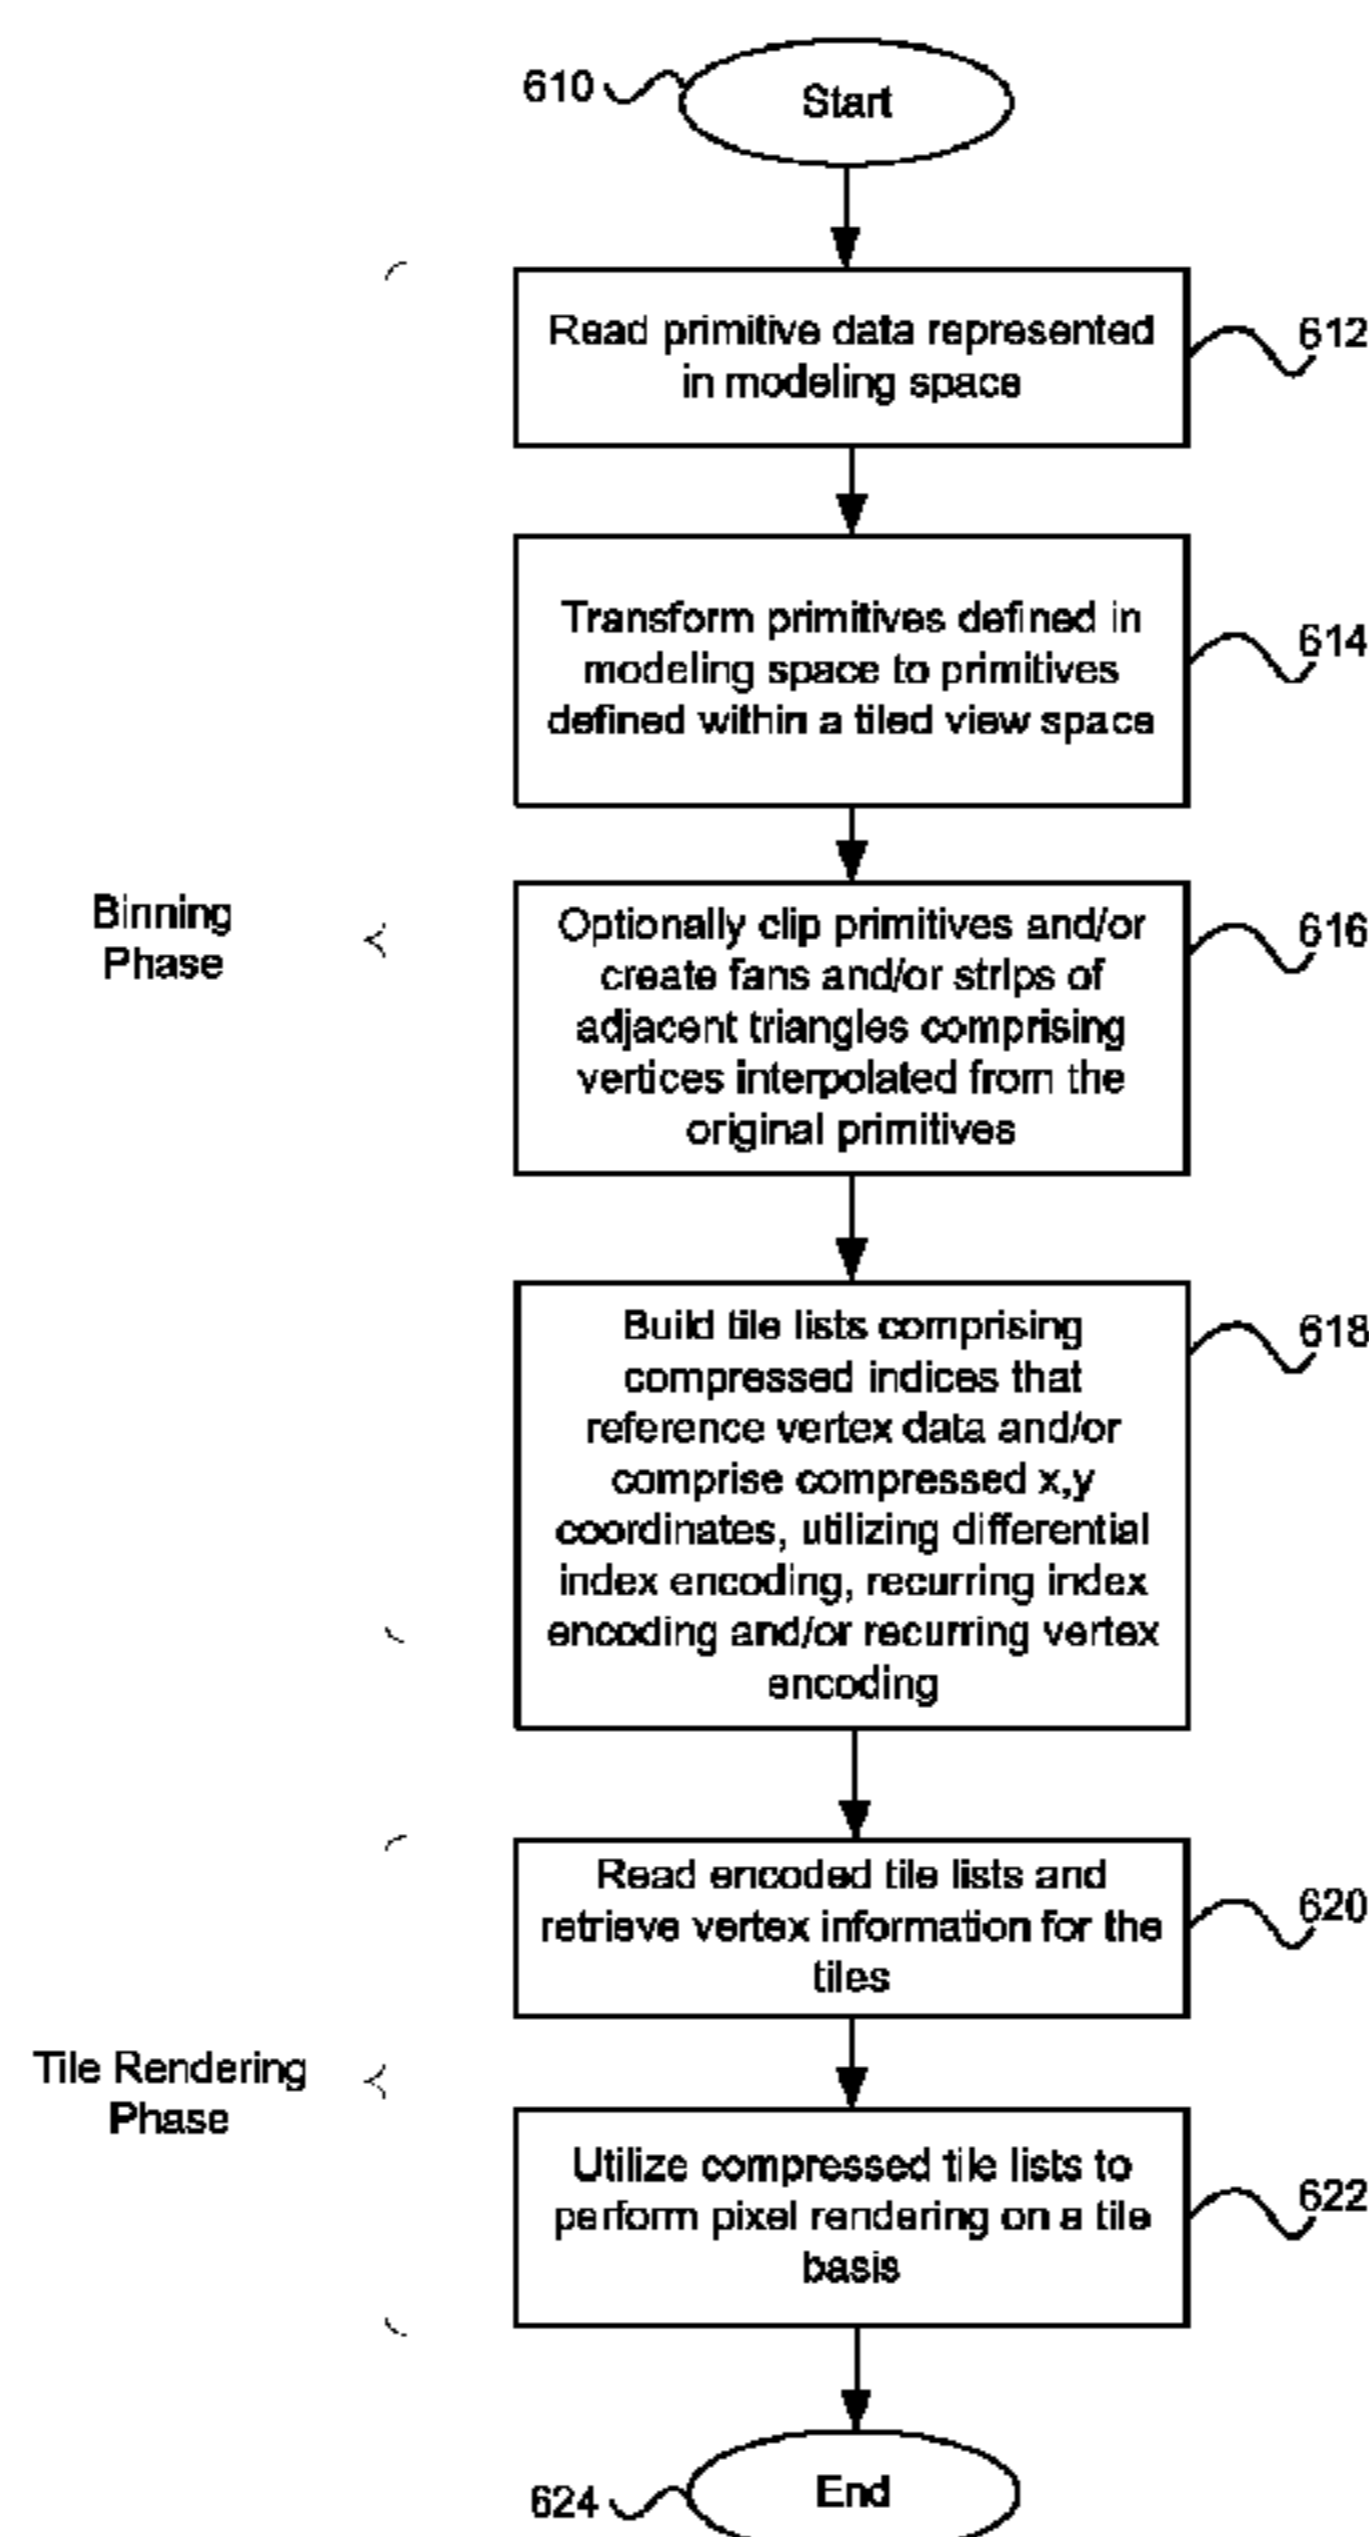 610
Start
Read primitive data represented
in modeling space
612
Transform primitives defined in
modeling space to primitives
defined within a tiled view space
614
Binning
Phase
Optionally clip primitives and/or
create fans and/or strips of
adjacent triangles comprising
vertices interpolated from the
original primitives
616
Build tile lists comprising
compressed indices that
reference vertex data and/or
comprise compressed x,y
coordinates, utilizing differential
index encoding, recurring index
encoding and/or recurring vertex
encoding
618
Read encoded tile lists and
retrieve vertex information for the
tiles
620
Tile Rendering
Phase
Utilize compressed tile lists to
perform pixel rendering on a tile
basis
622
624
End